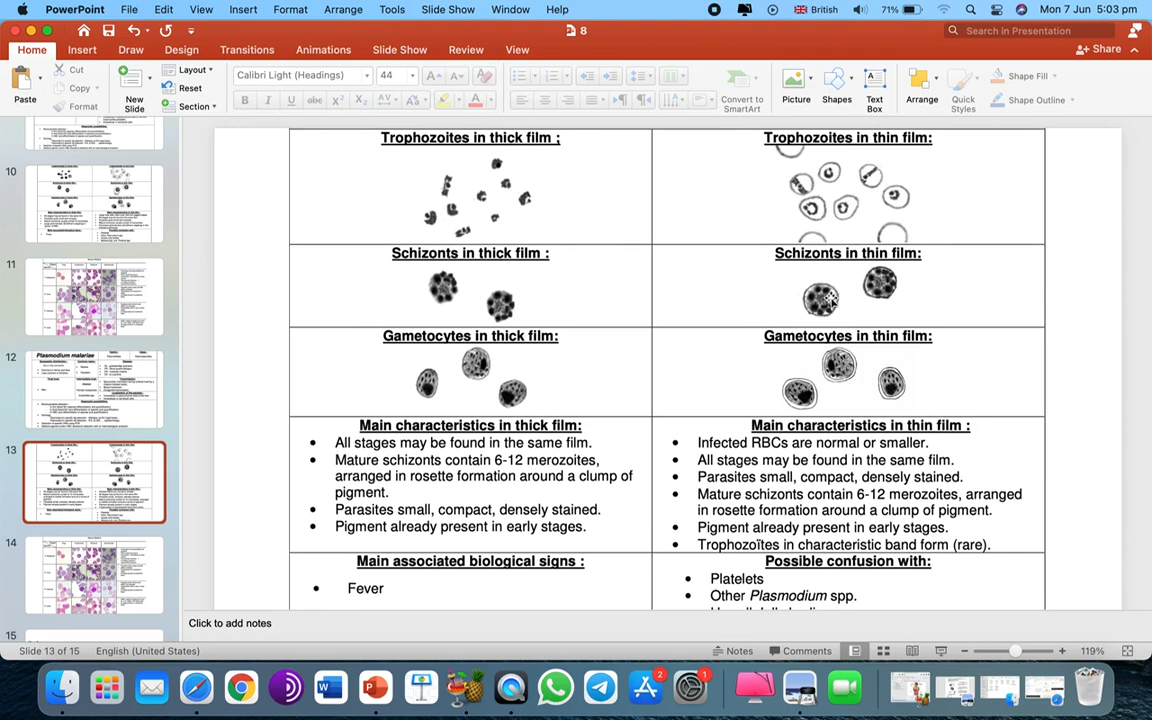 PowerPoint File Edit View Insert Format Arrange Tools Slide Show Window Help 71% British Mon 7 Jun 5:03 pm
8
Search in Presentation
Home Insert Draw Design Transitions Animations Slide Show Review View
Share
Paste
Cut
Copy
Format
New
Slide
Layout
Reset
Section
Calibri Light (Headings) 44
B I U abc X² X₂ AV Aa A
Convert to
SmartArt
Picture
Shapes
Text
Box
Arrange
Quick
Styles
Shape Fill
Shape Outline
10
11
12
Plasmodium malariae
13
14
15
Trophozoites in thick film ;
Trophozoites in thin film:
Schizonts in thick film :
Schizonts in thin film:
Gametocytes in thick film:
Gametocytes in thin film:
Main characteristics in thick film:
• All stages may be found in the same film.
• Mature schizonts contain 6-12 merozoites,
arranged in rosette formation around a clump of
pigment.
• Parasites small, compact, densely stained.
• Pigment already present in early stages.
Main characteristics in thin film :
• Infected RBCs are normal or smaller.
• All stages may be found in the same film.
• Parasites small, compact, densely stained.
• Mature schizonts contain 6-12 merozoites, arranged
in rosette formation around a clump of pigment.
• Pigment already present in early stages.
• Trophozoïtes in characteristic band form (rare).
Main associated biological signs :
• Fever
Possible confusion with:
• Platelets
• Other Plasmodium spp.
Click to add notes
Slide 13 of 15 English (United States)
Notes Comments 119%
2
1